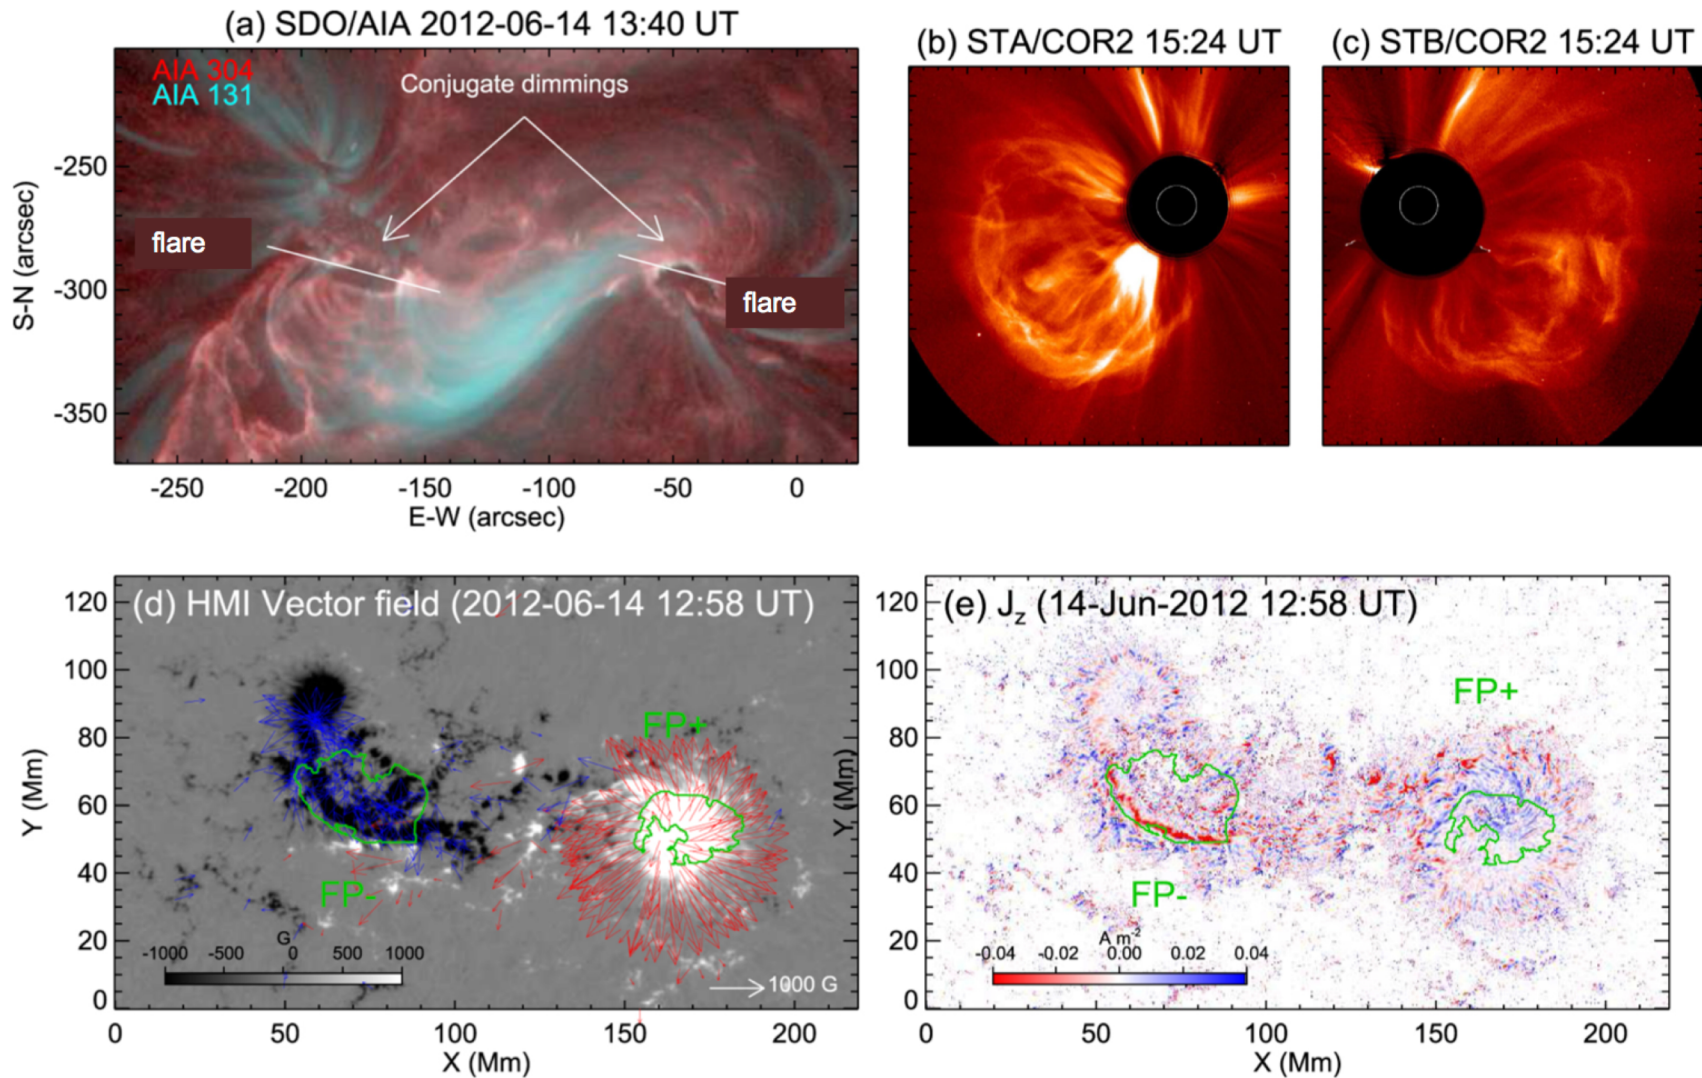 (a) SDO/AIA 2012-06-14 13:40 UT
AIA 304
AIA 131
Conjugate dimmings
flare
flare
-250
-300
-350
S-N (arcsec)
-250 -200 -150 -100 -50 0
E-W (arcsec)
(b) STA/COR2 15:24 UT
(c) STB/COR2 15:24 UT
(d) HMI Vector field (2012-06-14 12:58 UT)
FP+
FP-
G
-1000 -500 0 500 1000
1000 G
120
100
80
60
40
20
0
Y (Mm)
0 50 100 150 200
X (Mm)
(e) Jz (14-Jun-2012 12:58 UT)
FP+
FP-
A m-2
-0.04 -0.02 0.00 0.02 0.04
120
100
80
60
40
20
0
Y (Mm)
0 50 100 150 200
X (Mm)